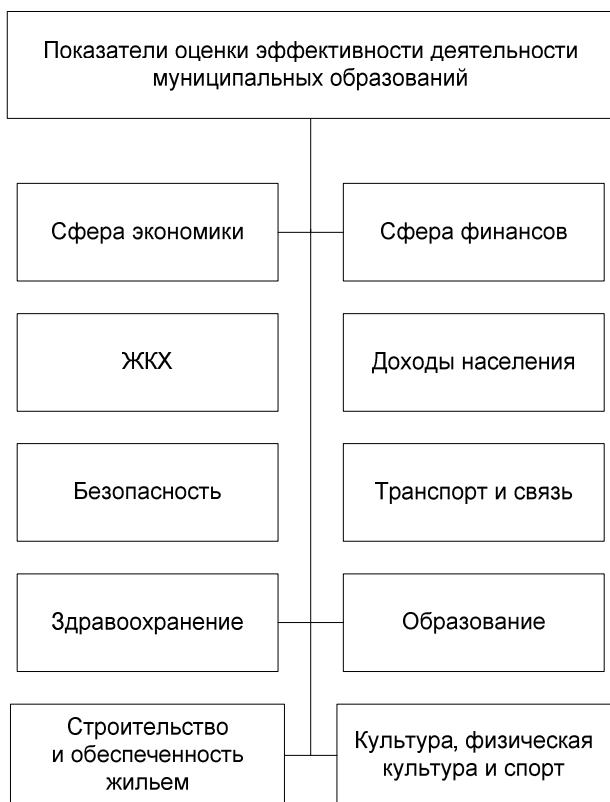 Показатели оценки эффективности деятельности
муниципальных образований
Сфера экономики
Сфера финансов
ЖКХ
Доходы населения
Безопасность
Транспорт и связь
Здравоохранение
Образование
Строительство
и обеспеченность
жильем
Культура, физическая
культура и спорт